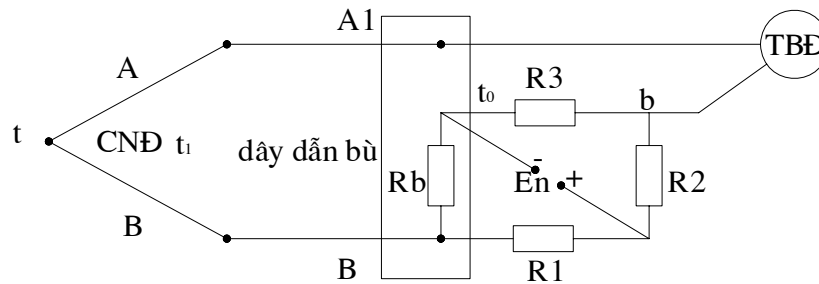 A1
TBĐ
A
R3
t₀
b
t
CNĐ t₁
dây dẫn bù
Rb
- En +
R2
B
B
R1